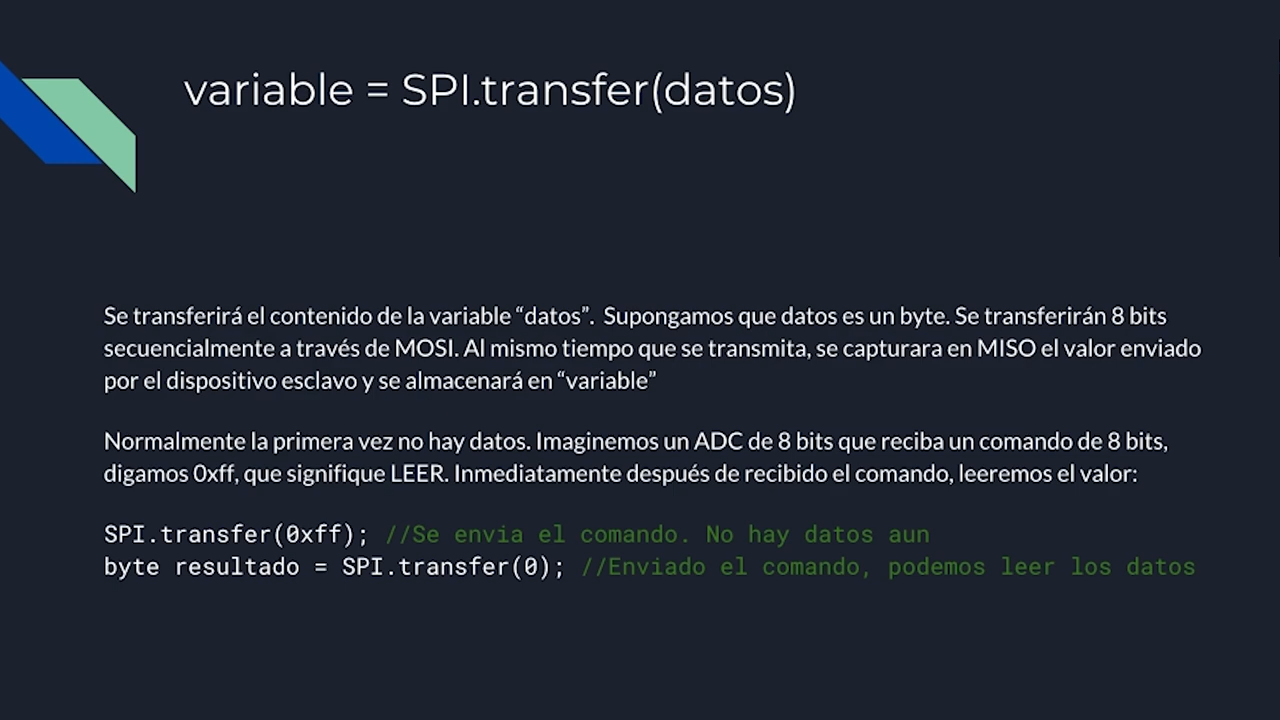 variable = SPI.transfer(datos)
Se transferirá el contenido de la variable “datos”.  Supongamos que datos es un byte. Se transferirán 8 bits
secuencialmente a través de MOSI. Al mismo tiempo que se transmita, se capturara en MISO el valor enviado
por el dispositivo esclavo y se almacenará en “variable”
Normalmente la primera vez no hay datos. Imaginemos un ADC de 8 bits que reciba un comando de 8 bits,
digamos 0xff, que signifique LEER. Inmediatamente después de recibido el comando, leeremos el valor:
SPI.transfer(0xff); //Se envia el comando. No hay datos aun
byte resultado = SPI.transfer(0); //Enviado el comando, podemos leer los datos